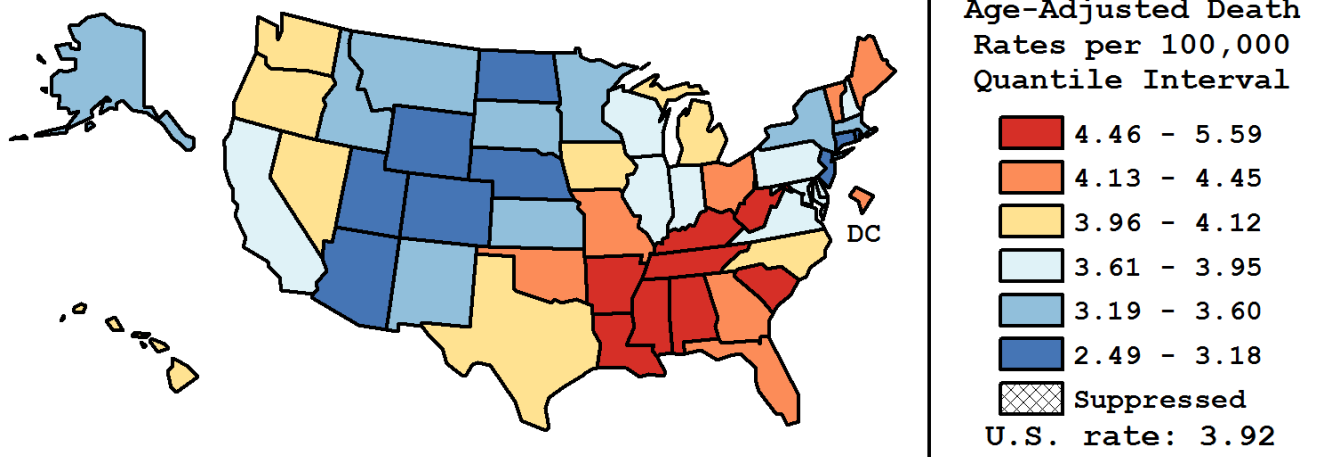 Age-Adjusted Death
Rates per 100,000
Quantile Interval
4.46 - 5.59
4.13 - 4.45
3.96 - 4.12
3.61 - 3.95
3.19 - 3.60
2.49 - 3.18
Suppressed
U.S. rate: 3.92
DC